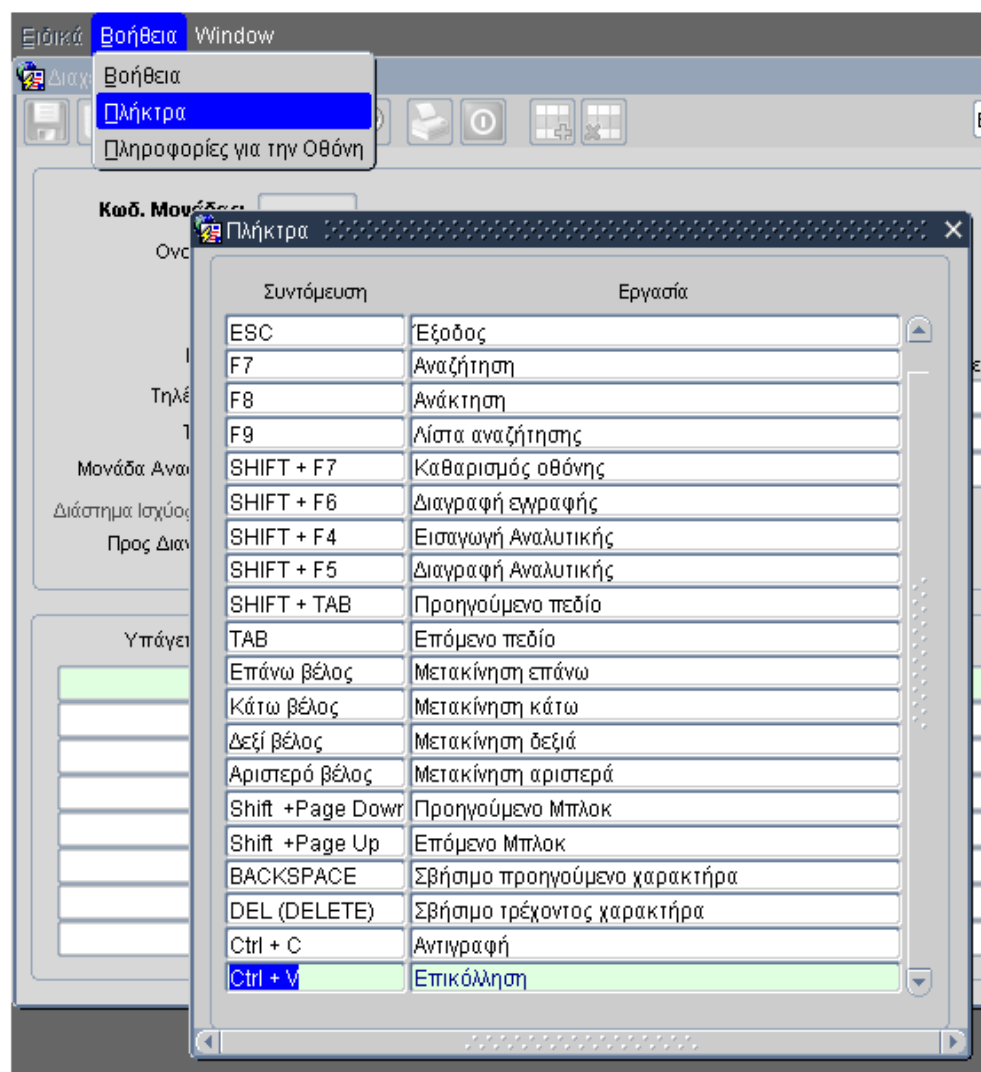 Ειδικά Βοήθεια Window
Βοήθεια
Πλήκτρα
Πληροφορίες για την Οθόνη
Κωδ.
Πλήκτρα
Συντόμευση Εργασία
ESC Έξοδος
F7 Αναζήτηση
F8 Ανάκτηση
F9 Λίστα αναζήτησης
SHIFT + F7 Καθαρισμός οθόνης
SHIFT + F6 Διαγραφή εγγραφής
SHIFT + F4 Εισαγωγή Αναλυτικής
SHIFT + F5 Διαγραφή Αναλυτικής
SHIFT + TAB Προηγούμενο πεδίο
TAB Επόμενο πεδίο
Επάνω βέλος Μετακίνηση επάνω
Κάτω βέλος Μετακίνηση κάτω
Δεξί βέλος Μετακίνηση δεξιά
Αριστερό βέλος Μετακίνηση αριστερά
Shift +Page Down Προηγούμενο Μπλοκ
Shift +Page Up Επόμενο Μπλοκ
BACKSPACE Σβήσιμο προηγούμενο χαρακτήρα
DEL (DELETE) Σβήσιμο τρέχοντος χαρακτήρα
Ctrl + C Αντιγραφή
Ctrl + V Επικόλληση
Μονάδα
Διάστημα
Προς